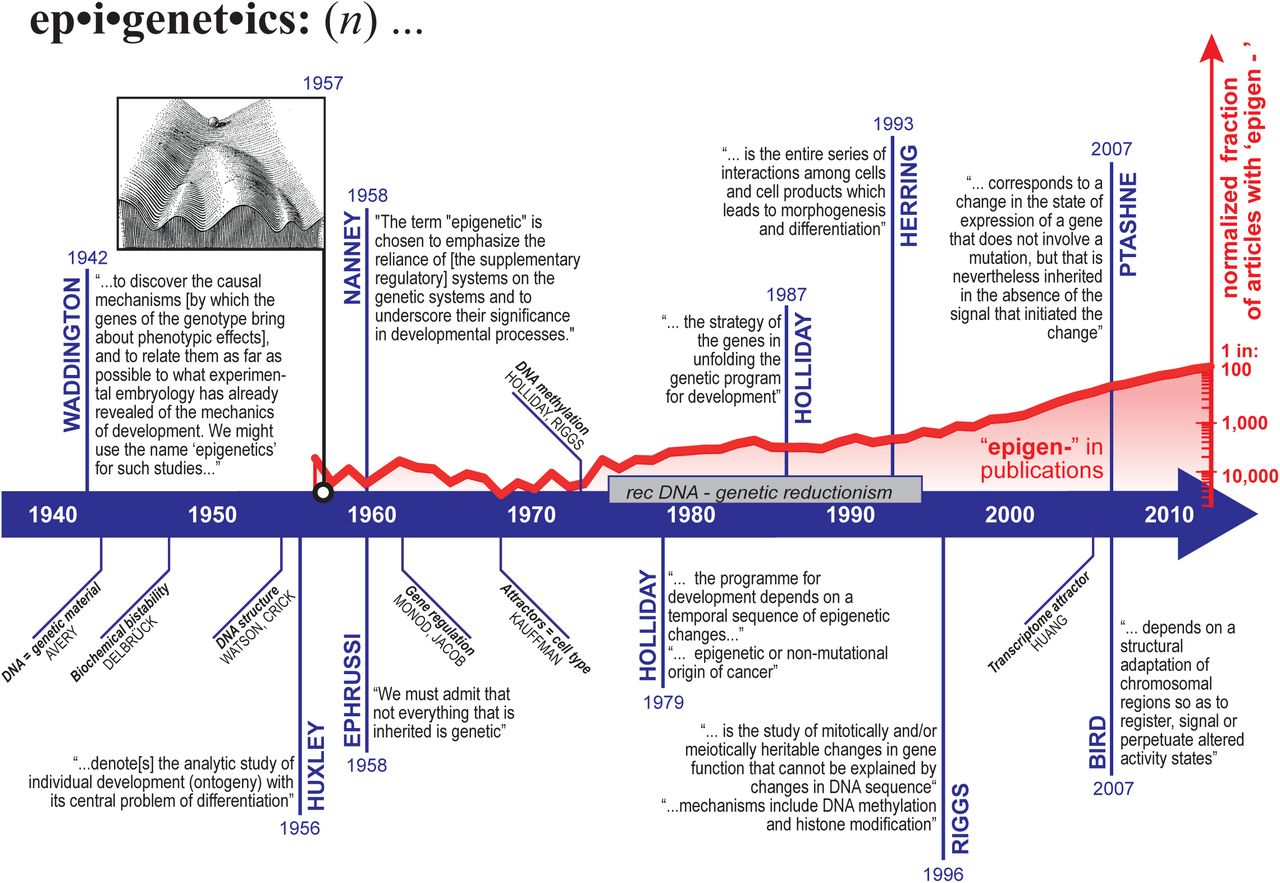 ep•i•genet•ics: (n) ...
1957
1942
WADDINGTON
“...to discover the causal
mechanisms [by which the
genes of the genotype bring
about phenotypic effects],
and to relate them as far as
possible to what experimen-
tal embryology has already
revealed of the mechanics
of development. We might
use the name ‘epigenetics’
for such studies...”
1958
NANNEY
"The term "epigenetic" is
chosen to emphasize the
reliance of [the supplementary
regulatory] systems on the
genetic systems and to
underscore their significance
in developmental processes."
DNA methylation
HOLLIDAY, RIGGS
1987
HOLLIDAY
“... the strategy of
the genes in
unfolding the
genetic program
for development”
1993
HERRING
“... is the entire series of
interactions among cells
and cell products which
leads to morphogenesis
and differentiation”
2007
PTASHNE
“... corresponds to a
change in the state of
expression of a gene
that does not involve a
mutation, but that is
nevertheless inherited
in the absence of the
signal that initiated the
change”
normalized fraction
of articles with ‘epigen - ’
1 in:
100
1,000
10,000
“epigen-” in
publications
rec DNA - genetic reductionism
1940 1950 1960 1970 1980 1990 2000 2010
DNA = genetic material
AVERY
Biochemical bistability
DELBRÜCK
DNA structure
WATSON, CRICK
“...denote[s] the analytic study of
individual development (ontogeny) with
its central problem of differentiation”
HUXLEY
1956
EPHRUSSI
“We must admit that
not everything that is
inherited is genetic”
1958
Gene regulation
MONOD, JACOB
Attractors = cell type
KAUFFMAN
HOLLIDAY
“... the programme for
development depends on a
temporal sequence of epigenetic
changes...”
“... epigenetic or non-mutational
origin of cancer”
1979
“... is the study of mitotically and/or
meiotically heritable changes in gene
function that cannot be explained by
changes in DNA sequence“
“...mechanisms include DNA methylation
and histone modification”
RIGGS
1996
Transcriptome attractor
HUANG
BIRD
“... depends on a
structural
adaptation of
chromosomal
regions so as to
register, signal or
perpetuate altered
activity states”
2007